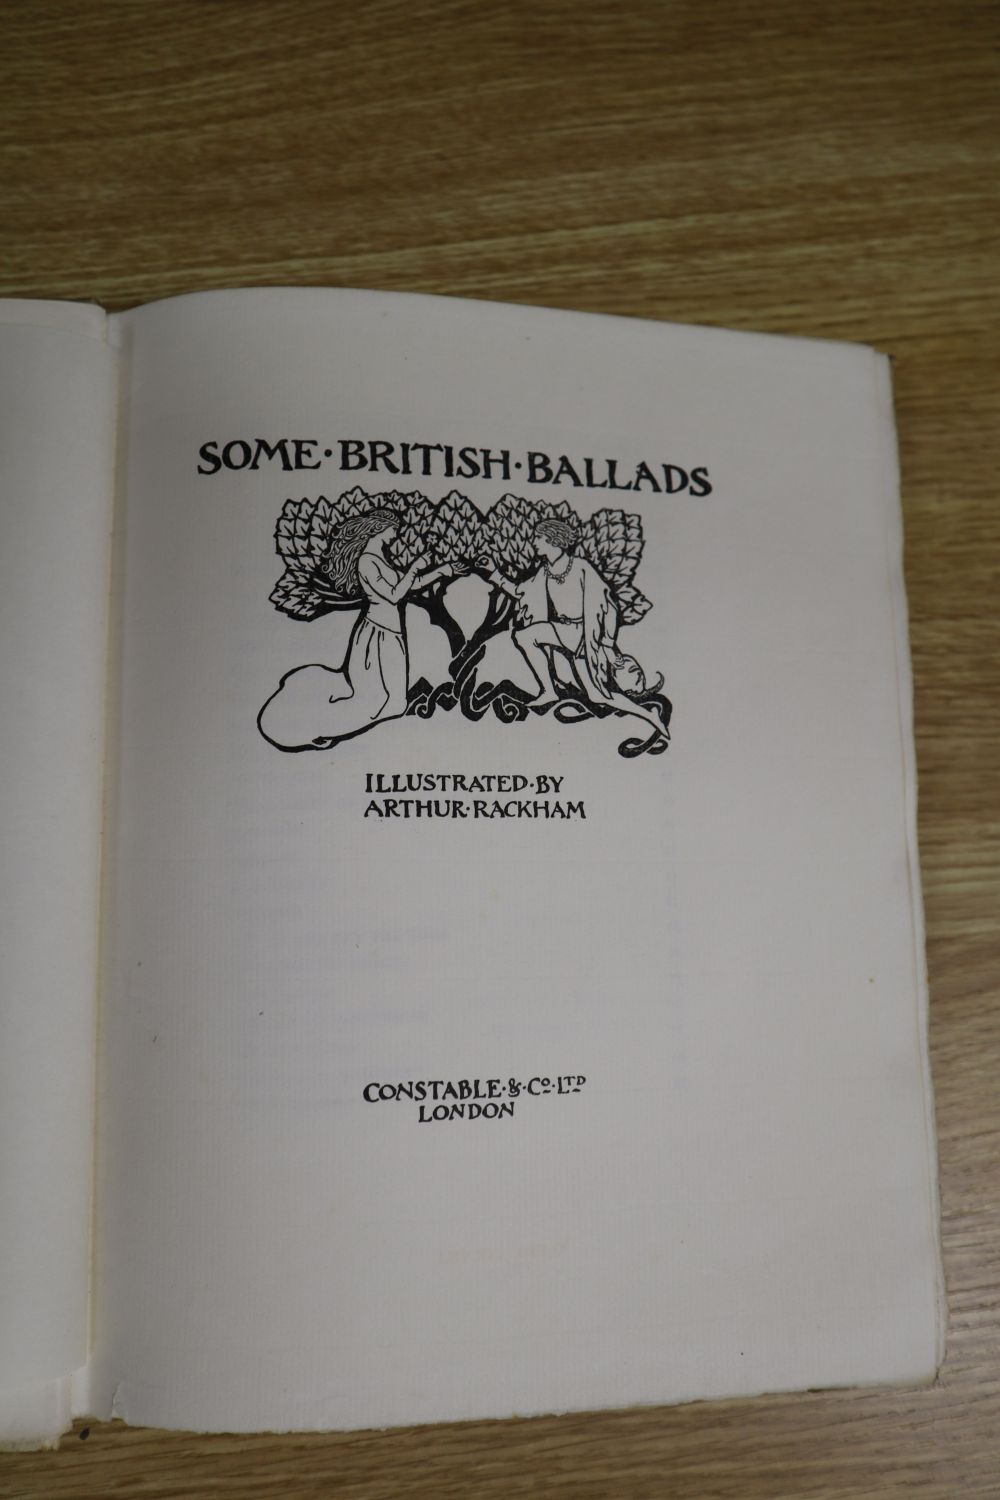 SOME·BRITISH·BALLADS
ILLUSTRATED·BY
ARTHUR·RACKHAM
CONSTABLE·&·Co·LTD
LONDON